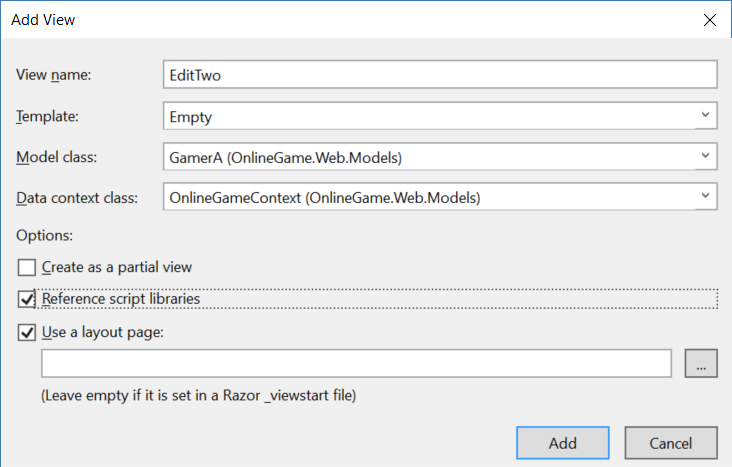 Add View
View name: EditTwo
Template: Empty
Model class: GamerA (OnlineGame.Web.Models)
Data context class: OnlineGameContext (OnlineGame.Web.Models)
Options:
Create as a partial view
Reference script libraries
Use a layout page:
...
(Leave empty if it is set in a Razor _viewstart file)
Add Cancel